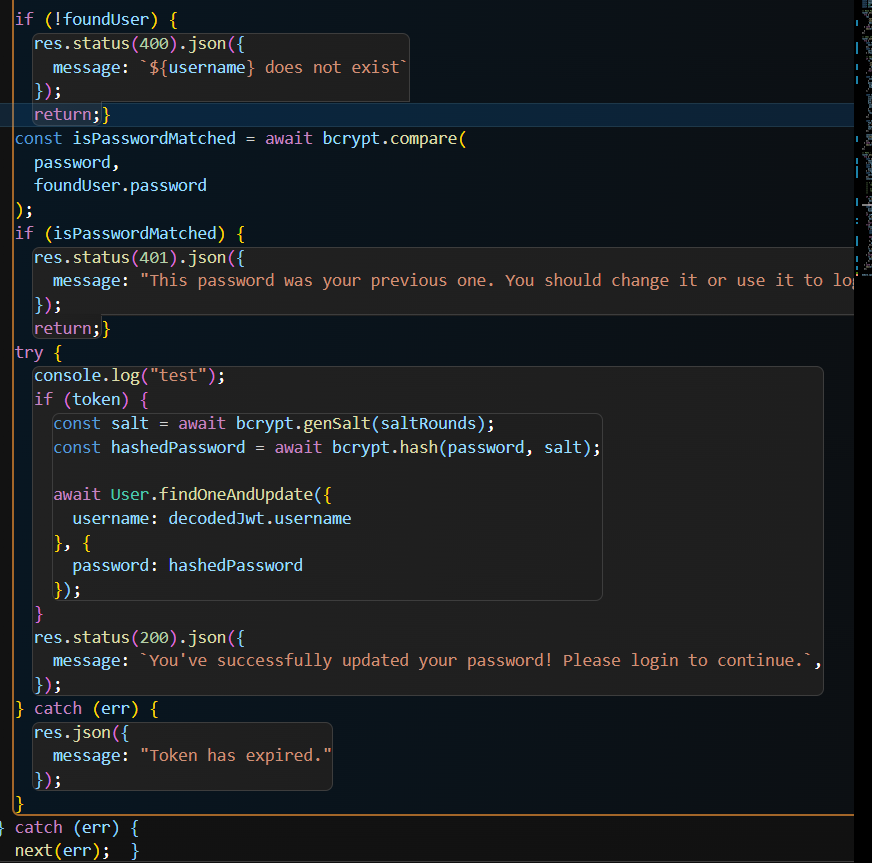 if (!foundUser) {
res.status(400).json({
message: `${username} does not exist`
});
return;}
const isPasswordMatched = await bcrypt.compare(
password,
foundUser.password
);
if (isPasswordMatched) {
res.status(401).json({
message: "This password was your previous one. You should change it or use it to
});
return;}
try {
console.log("test");
if (token) {
const salt = await bcrypt.genSalt(saltRounds);
const hashedPassword = await bcrypt.hash(password, salt);
await User.findOneAndUpdate({
username: decodedJwt.username
}, {
password: hashedPassword
});
}
res.status(200).json({
message: `You've successfully updated your password! Please login to continue.`,
});
} catch (err) {
res.json({
message: "Token has expired."
});
}
} catch (err) {
next(err); }